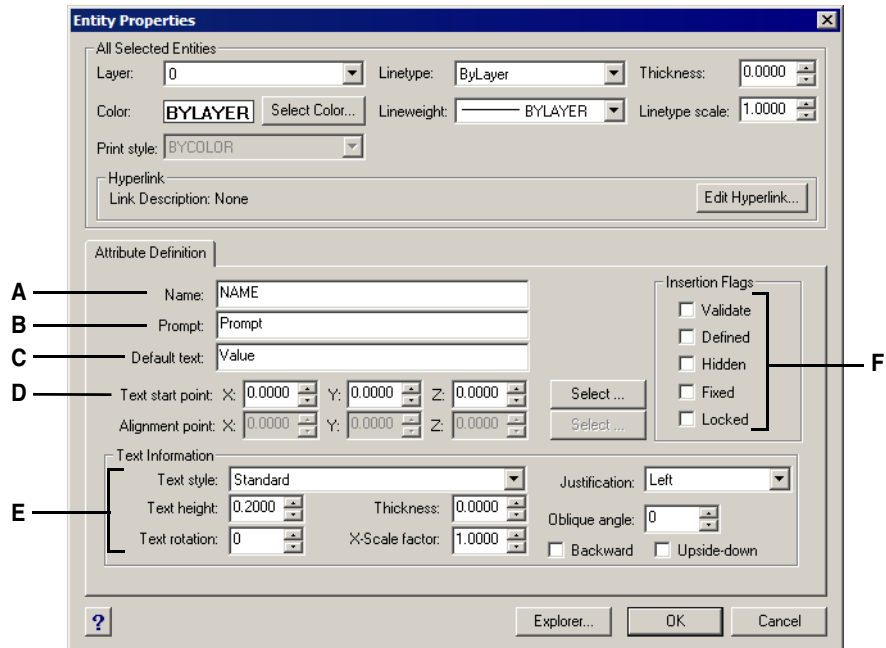 Entity Properties
All Selected Entities
Layer: 0 Linetype: ByLayer Thickness: 0.0000
Color: BYLAYER Select Color... Lineweight: BYLAYER Linetype scale: 1.0000
Print style: BYCOLOR
Hyperlink
Link Description: None Edit Hyperlink...
Attribute Definition
A Name: NAME
B Prompt: Prompt
C Default text: Value
D Text start point: X: 0.0000 Y: 0.0000 Z: 0.0000 Select ...
Alignment point: X: 0.0000 Y: 0.0000 Z: 0.0000 Select ...
Insertion Flags
Validate
Defined
Hidden
Fixed
Locked
F
Text Information
E
Text style: Standard Justification: Left
Text height: 0.2000 Thickness: 0.0000 Oblique angle: 0
Text rotation: 0 X-Scale factor: 1.0000 Backward Upside-down
? Explorer... OK Cancel